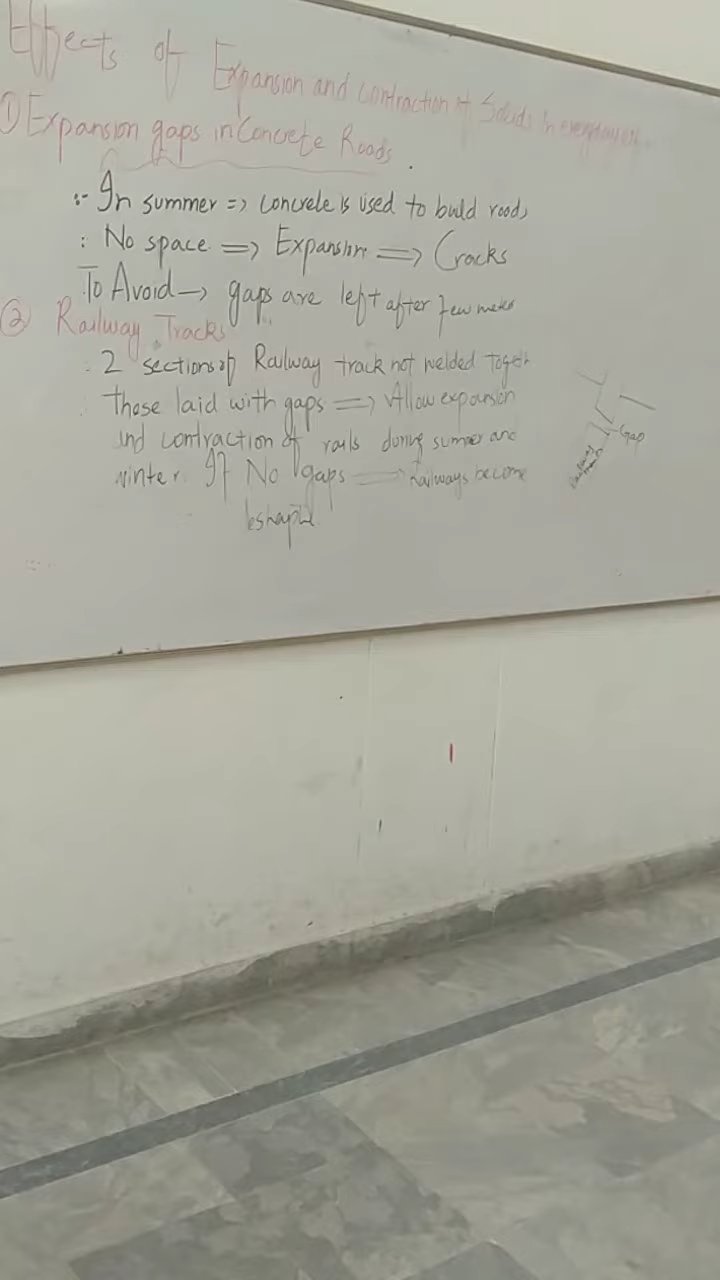 Effects of Expansion and contraction of Solids in everyday
① Expansion gaps in Concrete Roads.
In summer => concrete is used to build roads
: No space => Expansion => Cracks
To Avoid → gaps are left after few meter
② Railway Tracks
2 sections of Railway track not welded togeth
These laid with gaps => Allow expansion
and contraction of rails during summer and
winter. If No gaps => Railways become
Gap